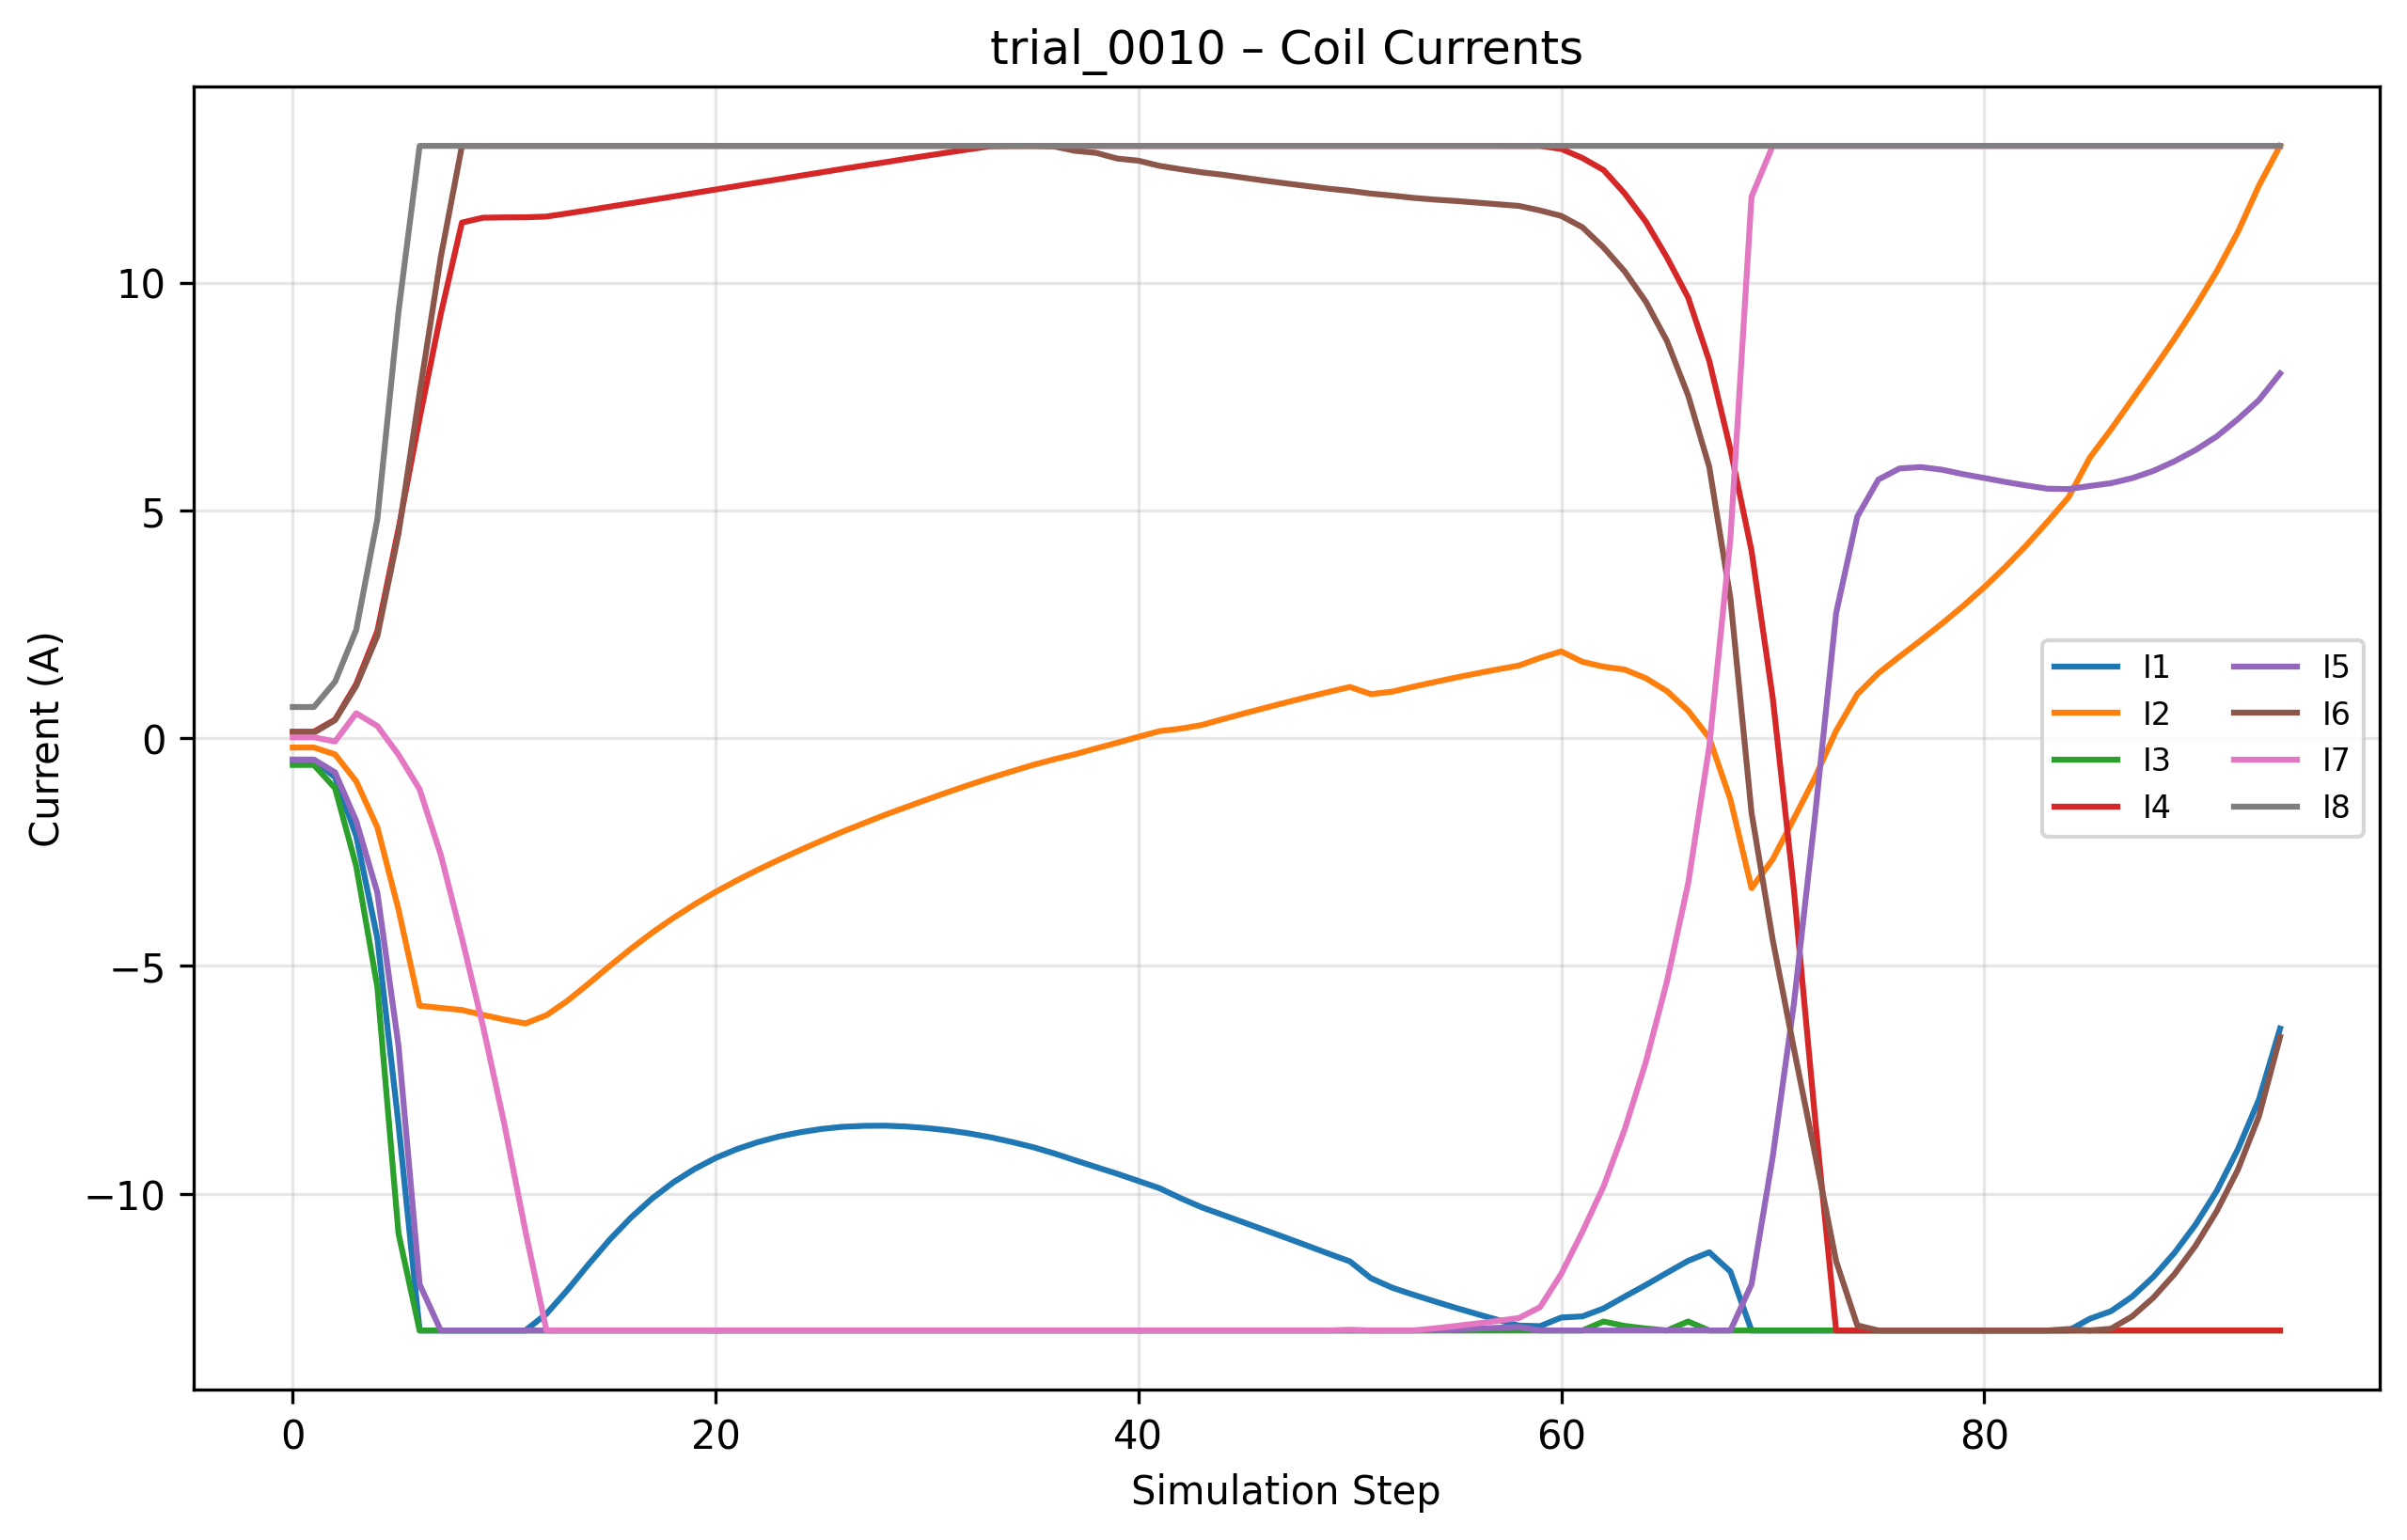 trial_0010 – Coil Currents
Current (A)
10
5
0
−5
−10
I1
I2
I3
I4
I5
I6
I7
I8
0
20
40
60
80
Simulation Step